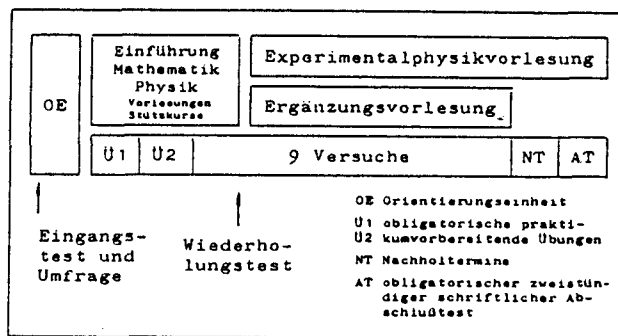 OE
Einführung
Mathematik
Physik
Vorlesungen
Stützkurse
Experimentalphysikvorlesung
Ergänzungsvorlesung
Ü1 Ü2 9 Versuche NT AT
Eingangs-
test und
Umfrage
Wiederho-
lungstest
OE Orientierungseinheit
Ü1 obligatorische prakti-
Ü2 kumvorbereitende Übungen
NT Nachholtermine
AT obligatorischer zweistün-
diger schriftlicher Ab-
schlußtest